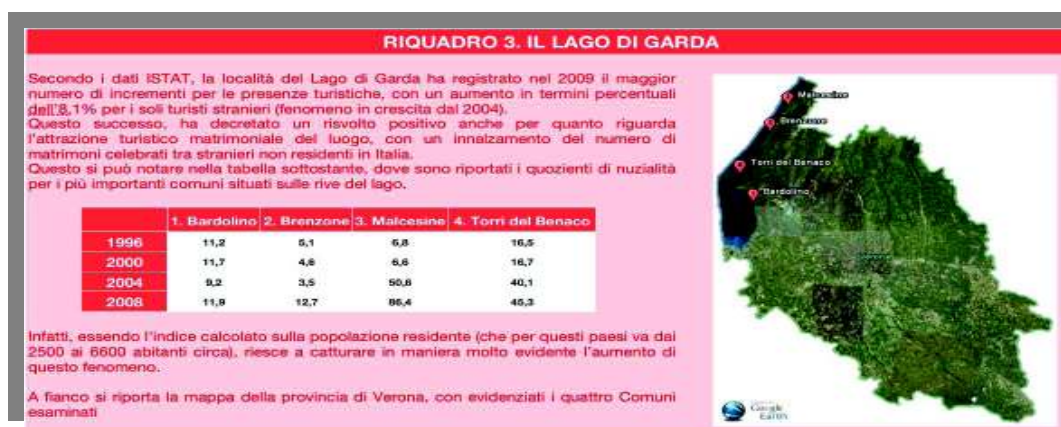 RIQUADRO 3. IL LAGO DI GARDA
Secondo i dati ISTAT, la località del Lago di Garda ha registrato nel 2009 il maggior
numero di incrementi per le presenze turistiche, con un aumento in termini percentuali
dell'8,1% per i soli turisti stranieri (fenomeno in crescita dal 2004).
Questo successo, ha decretato un risvolto positivo anche per quanto riguarda
l'attrazione turistico matrimoniale del luogo, con un innalzamento del numero di
matrimoni celebrati tra stranieri non residenti in Italia.
Questo si può notare nella tabella sottostante, dove sono riportati i quozienti di nuzialità
per i più importanti comuni situati sulle rive del lago.
1. Bardolino 2. Brenzone 3. Malcesine 4. Torri del Benaco
1996 11,2 5,1 6,8 16,5
2000 11,7 4,6 6,6 16,7
2004 9,2 3,5 50,6 40,1
2008 11,9 12,7 86,4 45,3
Infatti, essendo l'indice calcolato sulla popolazione residente (che per questi paesi va dai
2500 ai 6600 abitanti circa), riesce a catturare in maniera molto evidente l'aumento di
questo fenomeno.
A fianco si riporta la mappa della provincia di Verona, con evidenziati i quattro Comuni
esaminati
Malcesine
Brenzone
Torri del Benaco
Bardolino
Google
Earth